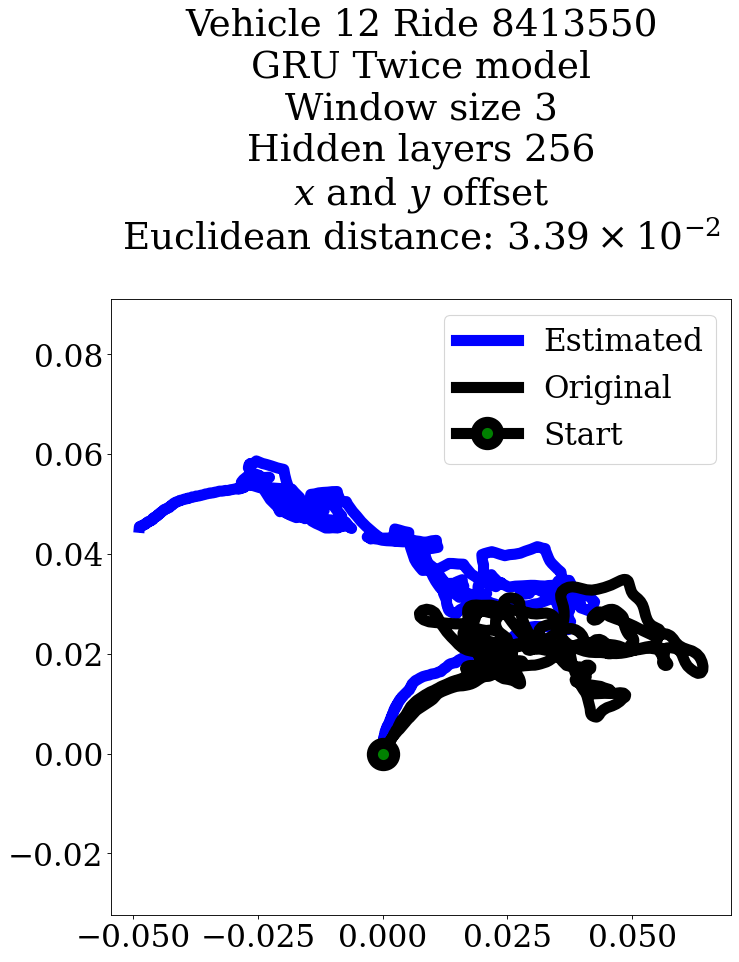 Vehicle 12 Ride 8413550
GRU Twice model
Window size 3
Hidden layers 256
x and y offset
Euclidean distance: 3.39 × 10⁻²
Estimated
Original
Start
0.08
0.06
0.04
0.02
0.00
−0.02
−0.050 −0.025 0.000 0.025 0.050